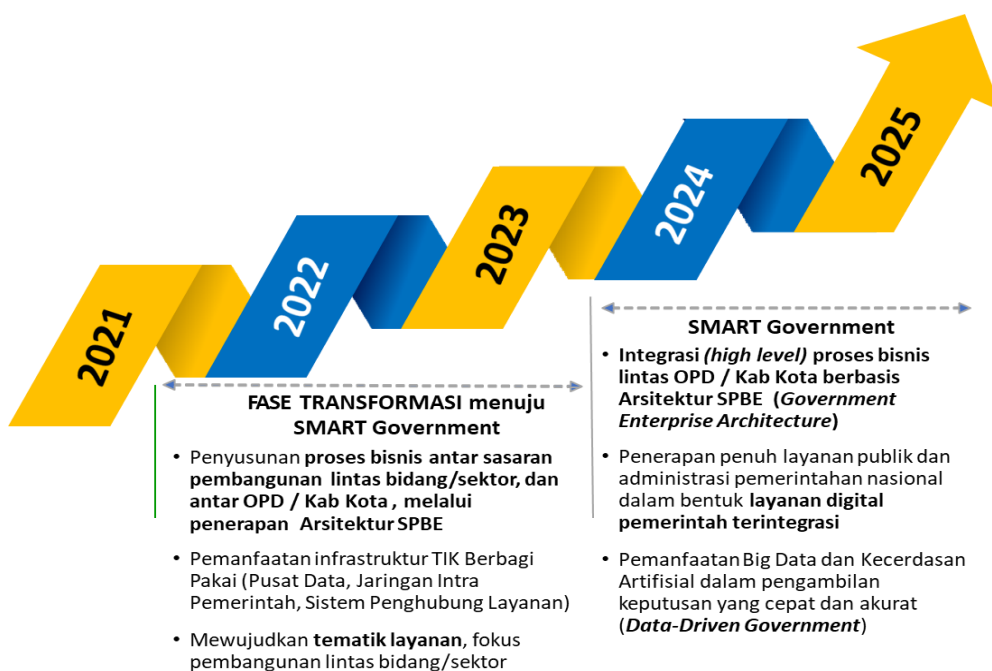 2021
2022
2023
2024
2025
FASE TRANSFORMASI menuju
SMART Government
• Penyusunan proses bisnis antar sasaran
pembangunan lintas bidang/sektor, dan
antar OPD / Kab Kota , melalui
penerapan Arsitektur SPBE
• Pemanfaatan infrastruktur TIK Berbagi
Pakai (Pusat Data, Jaringan Intra
Pemerintah, Sistem Penghubung Layanan)
• Mewujudkan tematik layanan, fokus
pembangunan lintas bidang/sektor
SMART Government
• Integrasi (high level) proses bisnis
lintas OPD / Kab Kota berbasis
Arsitektur SPBE (Government
Enterprise Architecture)
• Penerapan penuh layanan publik dan
administrasi pemerintahan nasional
dalam bentuk layanan digital
pemerintah terintegrasi
• Pemanfaatan Big Data dan Kecerdasan
Artifisial dalam pengambilan
keputusan yang cepat dan akurat
(Data-Driven Government)